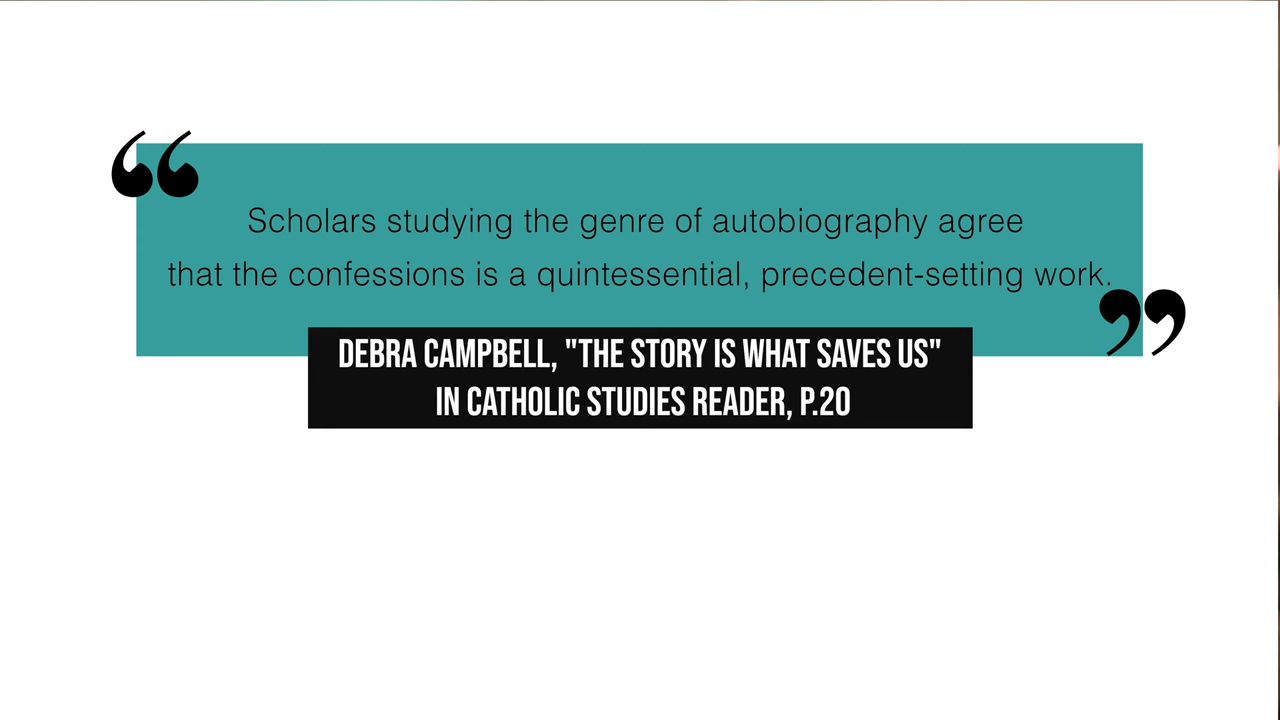 “
Scholars studying the genre of autobiography agree
that the confessions is a quintessential, precedent-setting work.
”
DEBRA CAMPBELL, "THE STORY IS WHAT SAVES US"
IN CATHOLIC STUDIES READER, P.20